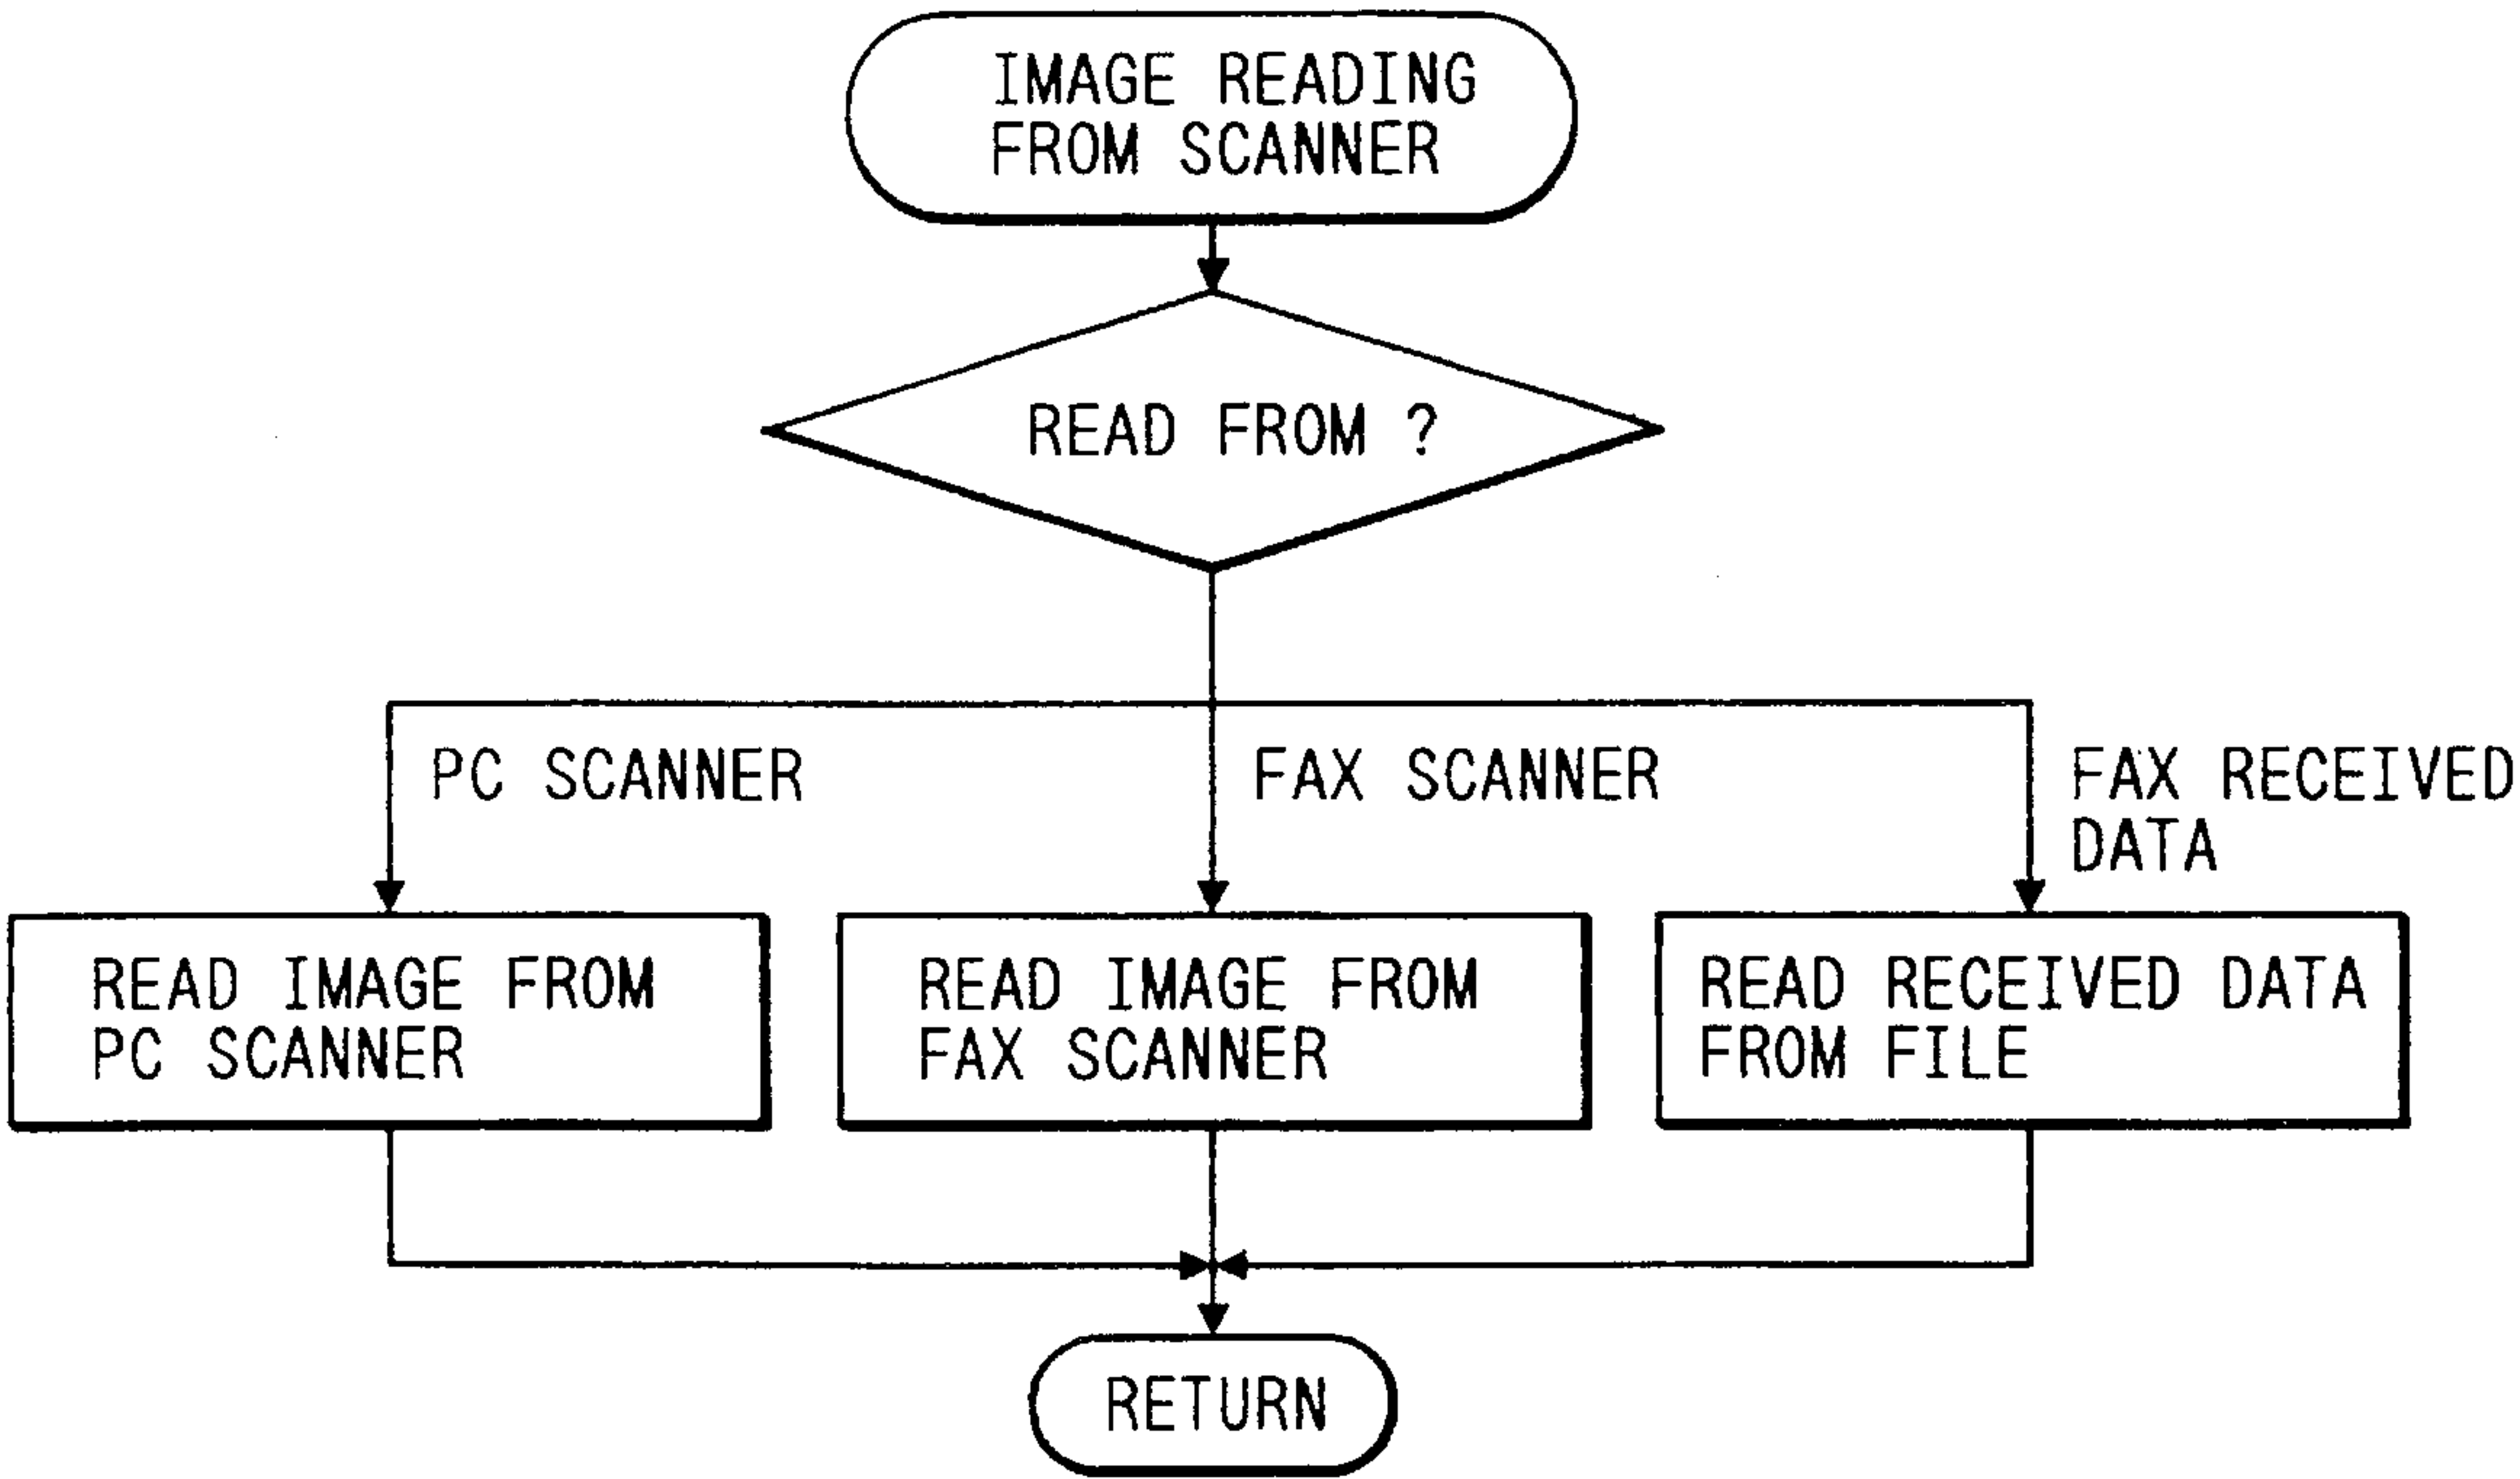 IMAGE READING
FROM SCANNER
READ FROM ?
PC SCANNER
FAX SCANNER
FAX RECEIVED
DATA
READ IMAGE FROM
PC SCANNER
READ IMAGE FROM
FAX SCANNER
READ RECEIVED DATA
FROM FILE
RETURN